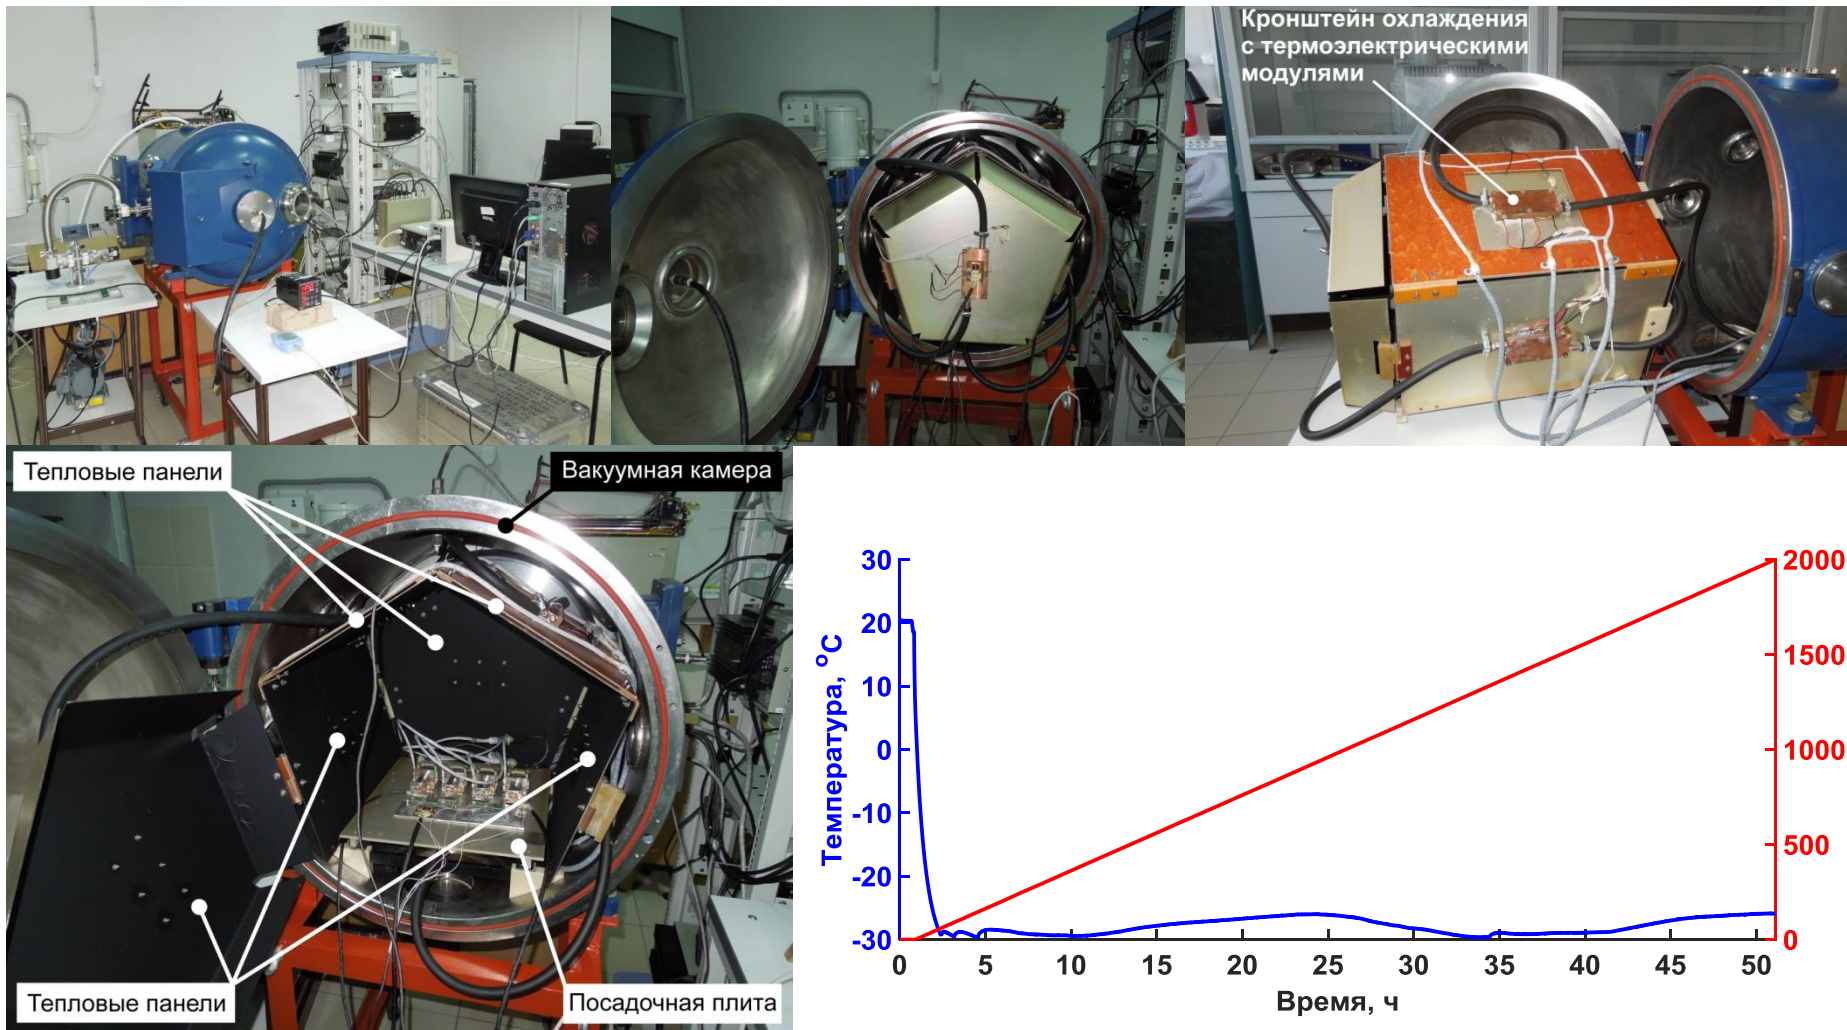 Кронштейн охлаждения
с термоэлектрическими
модулями
Тепловые панели
Вакуумная камера
Тепловые панели
Посадочная плита
Температура, °C
30
20
10
0
-10
-20
-30
2000
1500
1000
500
0
0 5 10 15 20 25 30 35 40 45 50
Время, ч